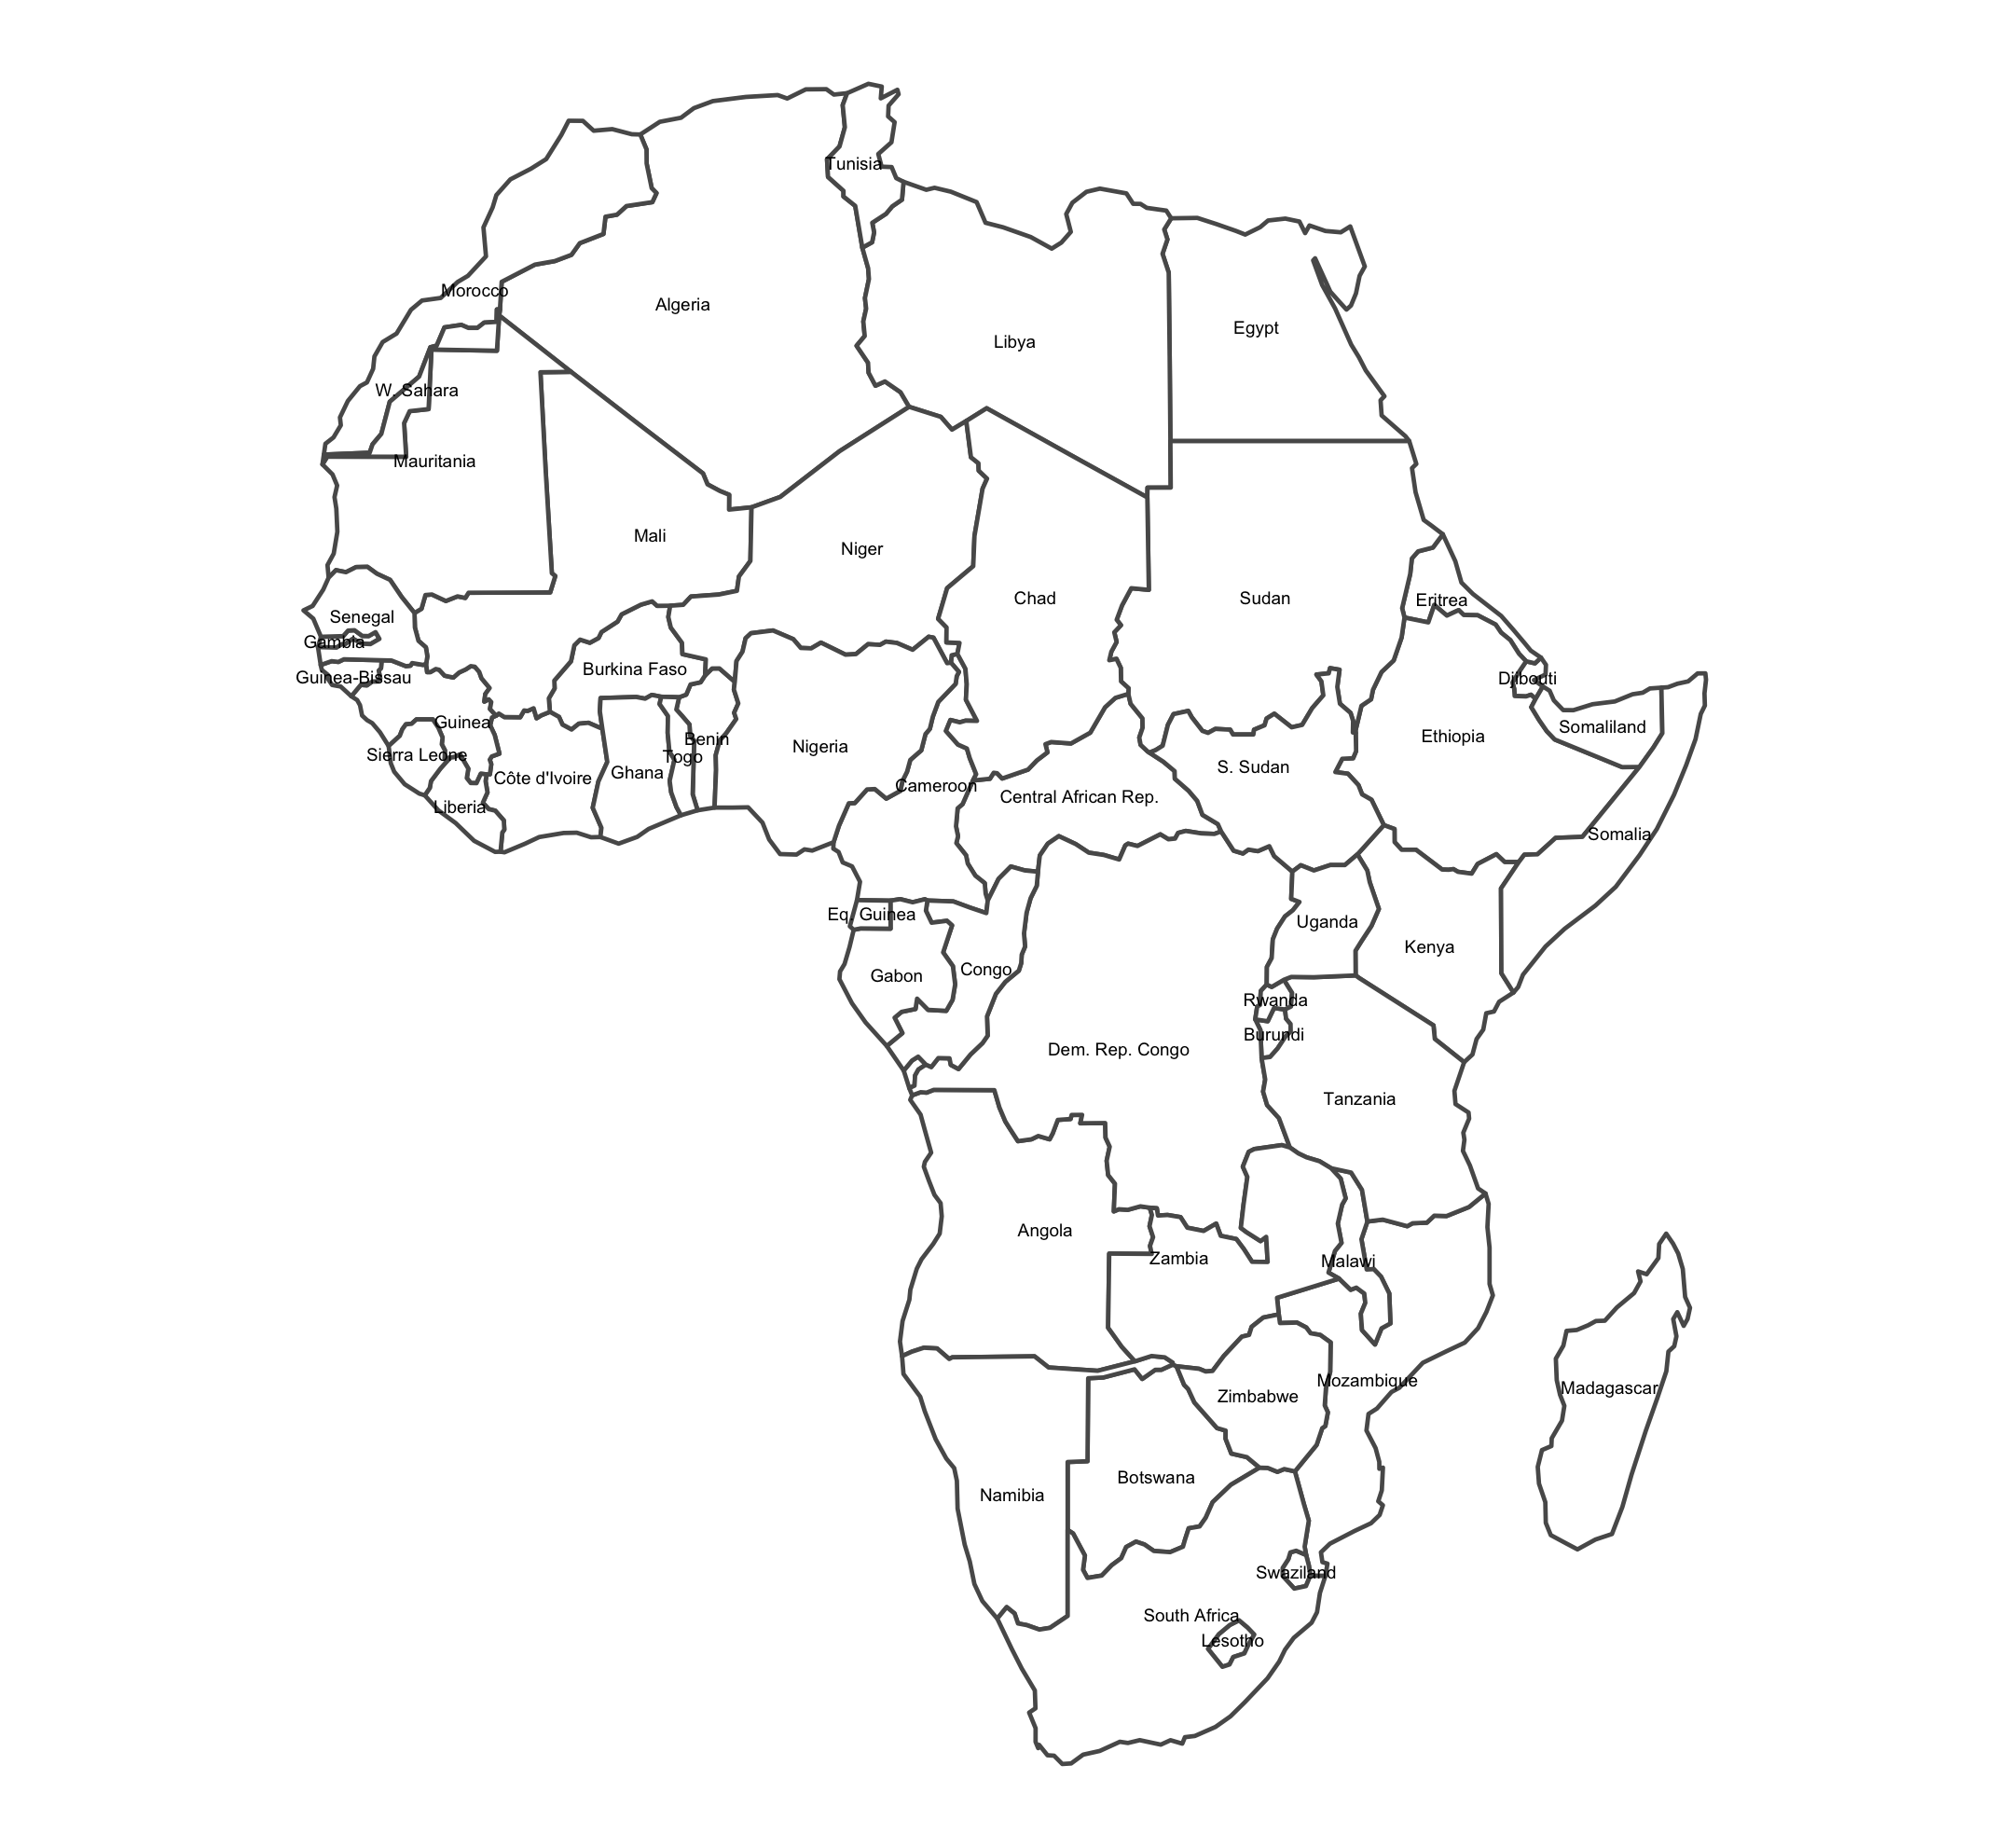 Tunisia
Morocco
Algeria
Egypt
Libya
W. Sahara
Mauritania
Mali
Niger
Chad
Sudan
Eritrea
Senegal
Gambia
Burkina Faso
Guinea-Bissau
Djibouti
Guinea
Somaliland
Ethiopia
Benin
Nigeria
Sierra Leone
Togo
S. Sudan
Ghana
Côte d'Ivoire
Cameroon
Central African Rep.
Liberia
Somalia
Eq. Guinea
Uganda
Kenya
Congo
Gabon
Rwanda
Burundi
Dem. Rep. Congo
Tanzania
Angola
Zambia
Malawi
Mozambique
Madagascar
Zimbabwe
Botswana
Namibia
Swaziland
South Africa
Lesotho